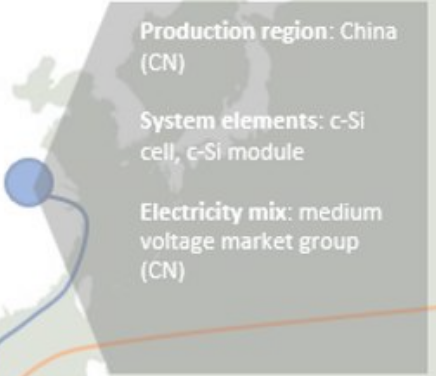 Production region: China
(CN)
System elements: c-Si
cell, c-Si module
Electricity mix: medium
voltage market group
(CN)